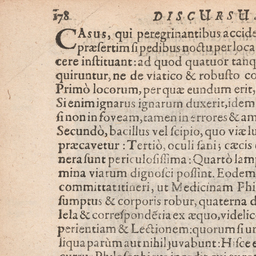 178. DISCURSU
CAsus, qui peregrinantibus accide
præsertim si pedibus noctu per loca
cere instituant: ad quod quatuor tanq
quiruntur, ne de viatico & robusto co
Primò locorum, per quæ eundum erit,
Si enim ignarus ignarum duxerit, idem
si non in foveam, tamen in errores & am
Secundò, bacillus vel scipio, quo viæ lu
præcavetur: Tertiò, oculi sani; cæcis e
nera sunt periculosissima: Quartò lam
mina viarum dignosci possint. Eodem
committat itineri, ut Medicinam Phi
sumptus & corporis robur, quaterna d
lela & correspondētia ex æquo, videlic
perientiam & Lectionem: quorum si un
liqua parùm aut nihil juvabunt: Hisce e